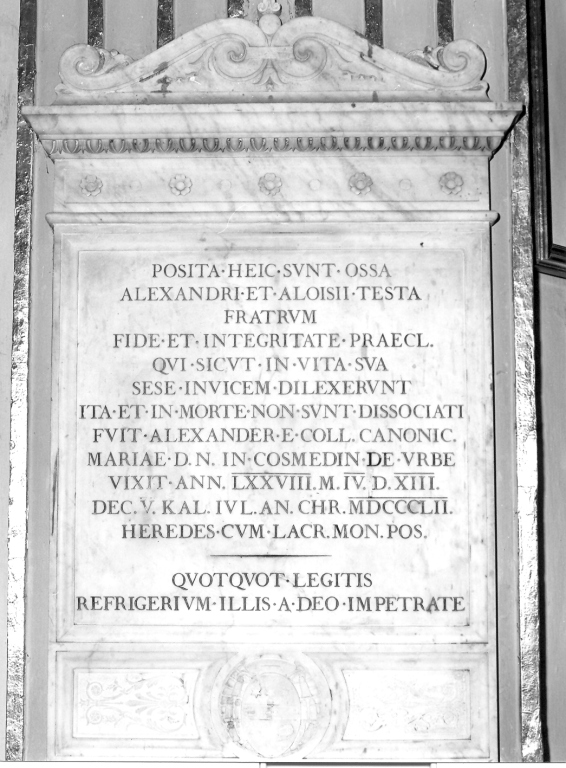 POSITA·HEIC·SVNT·OSSA
ALEXANDRI·ET·ALOISII·TESTA
FRATRVM
FIDE·ET·INTEGRITATE·PRAECL.
QVI·SICVT·IN·VITA·SVA
SESE·INVICEM·DILEXERVNT
ITA·ET·IN·MORTE·NON·SVNT·DISSOCIATI
FVIT·ALEXANDER·E·COLL.CANONIC.
MARIAE·D.N.IN·COSMEDIN·DE·VRBE
VIXIT·ANN.LXXVIII.M.IV.D.XIII.
DEC.V.KAL.IVL.AN.CHR.MDCCCLII.
HEREDES·CVM·LACR.MON.POS.
QVOTQVOT·LEGITIS
REFRIGERIVM·ILLIS·A·DEO·IMPETRATE